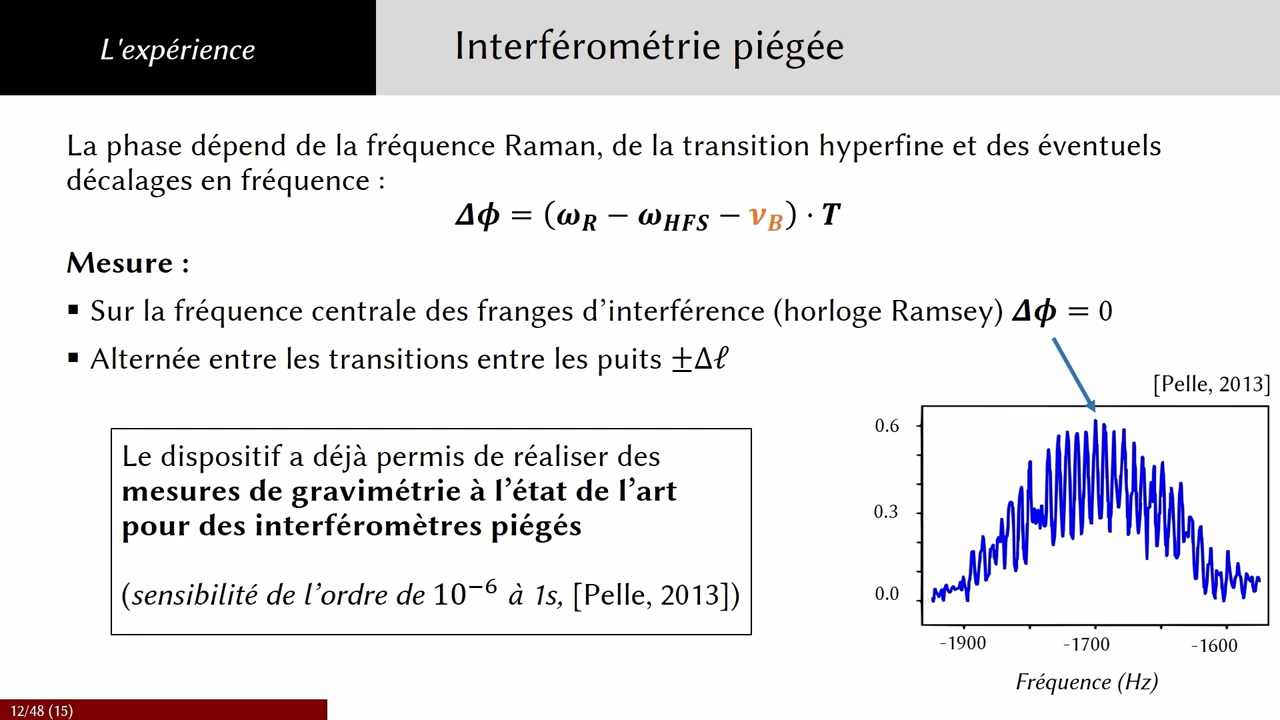 L'expérience
Interférométrie piégée
La phase dépend de la fréquence Raman, de la transition hyperfine et des éventuels
décalages en fréquence :
Δϕ = (ω_R − ω_HFS − ν_B) · T
Mesure :
▪ Sur la fréquence centrale des franges d’interférence (horloge Ramsey) Δϕ = 0
▪ Alternée entre les transitions entre les puits ±Δℓ
[Pelle, 2013]
Le dispositif a déjà permis de réaliser des
mesures de gravimétrie à l’état de l’art
pour des interféromètres piégés
(sensibilité de l’ordre de 10⁻⁶ à 1s, [Pelle, 2013])
0.6
0.3
0.0
-1900 -1700 -1600
Fréquence (Hz)
12/48 (15)